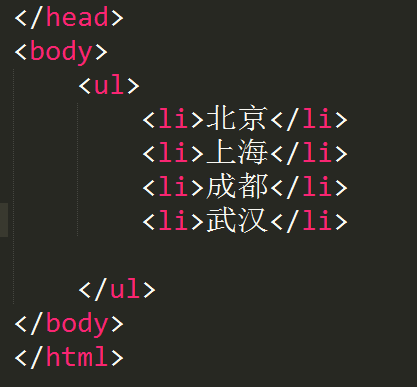 </head>
<body>
<ul>
<li>北京</li>
<li>上海</li>
<li>成都</li>
<li>武汉</li>
</ul>
</body>
</html>